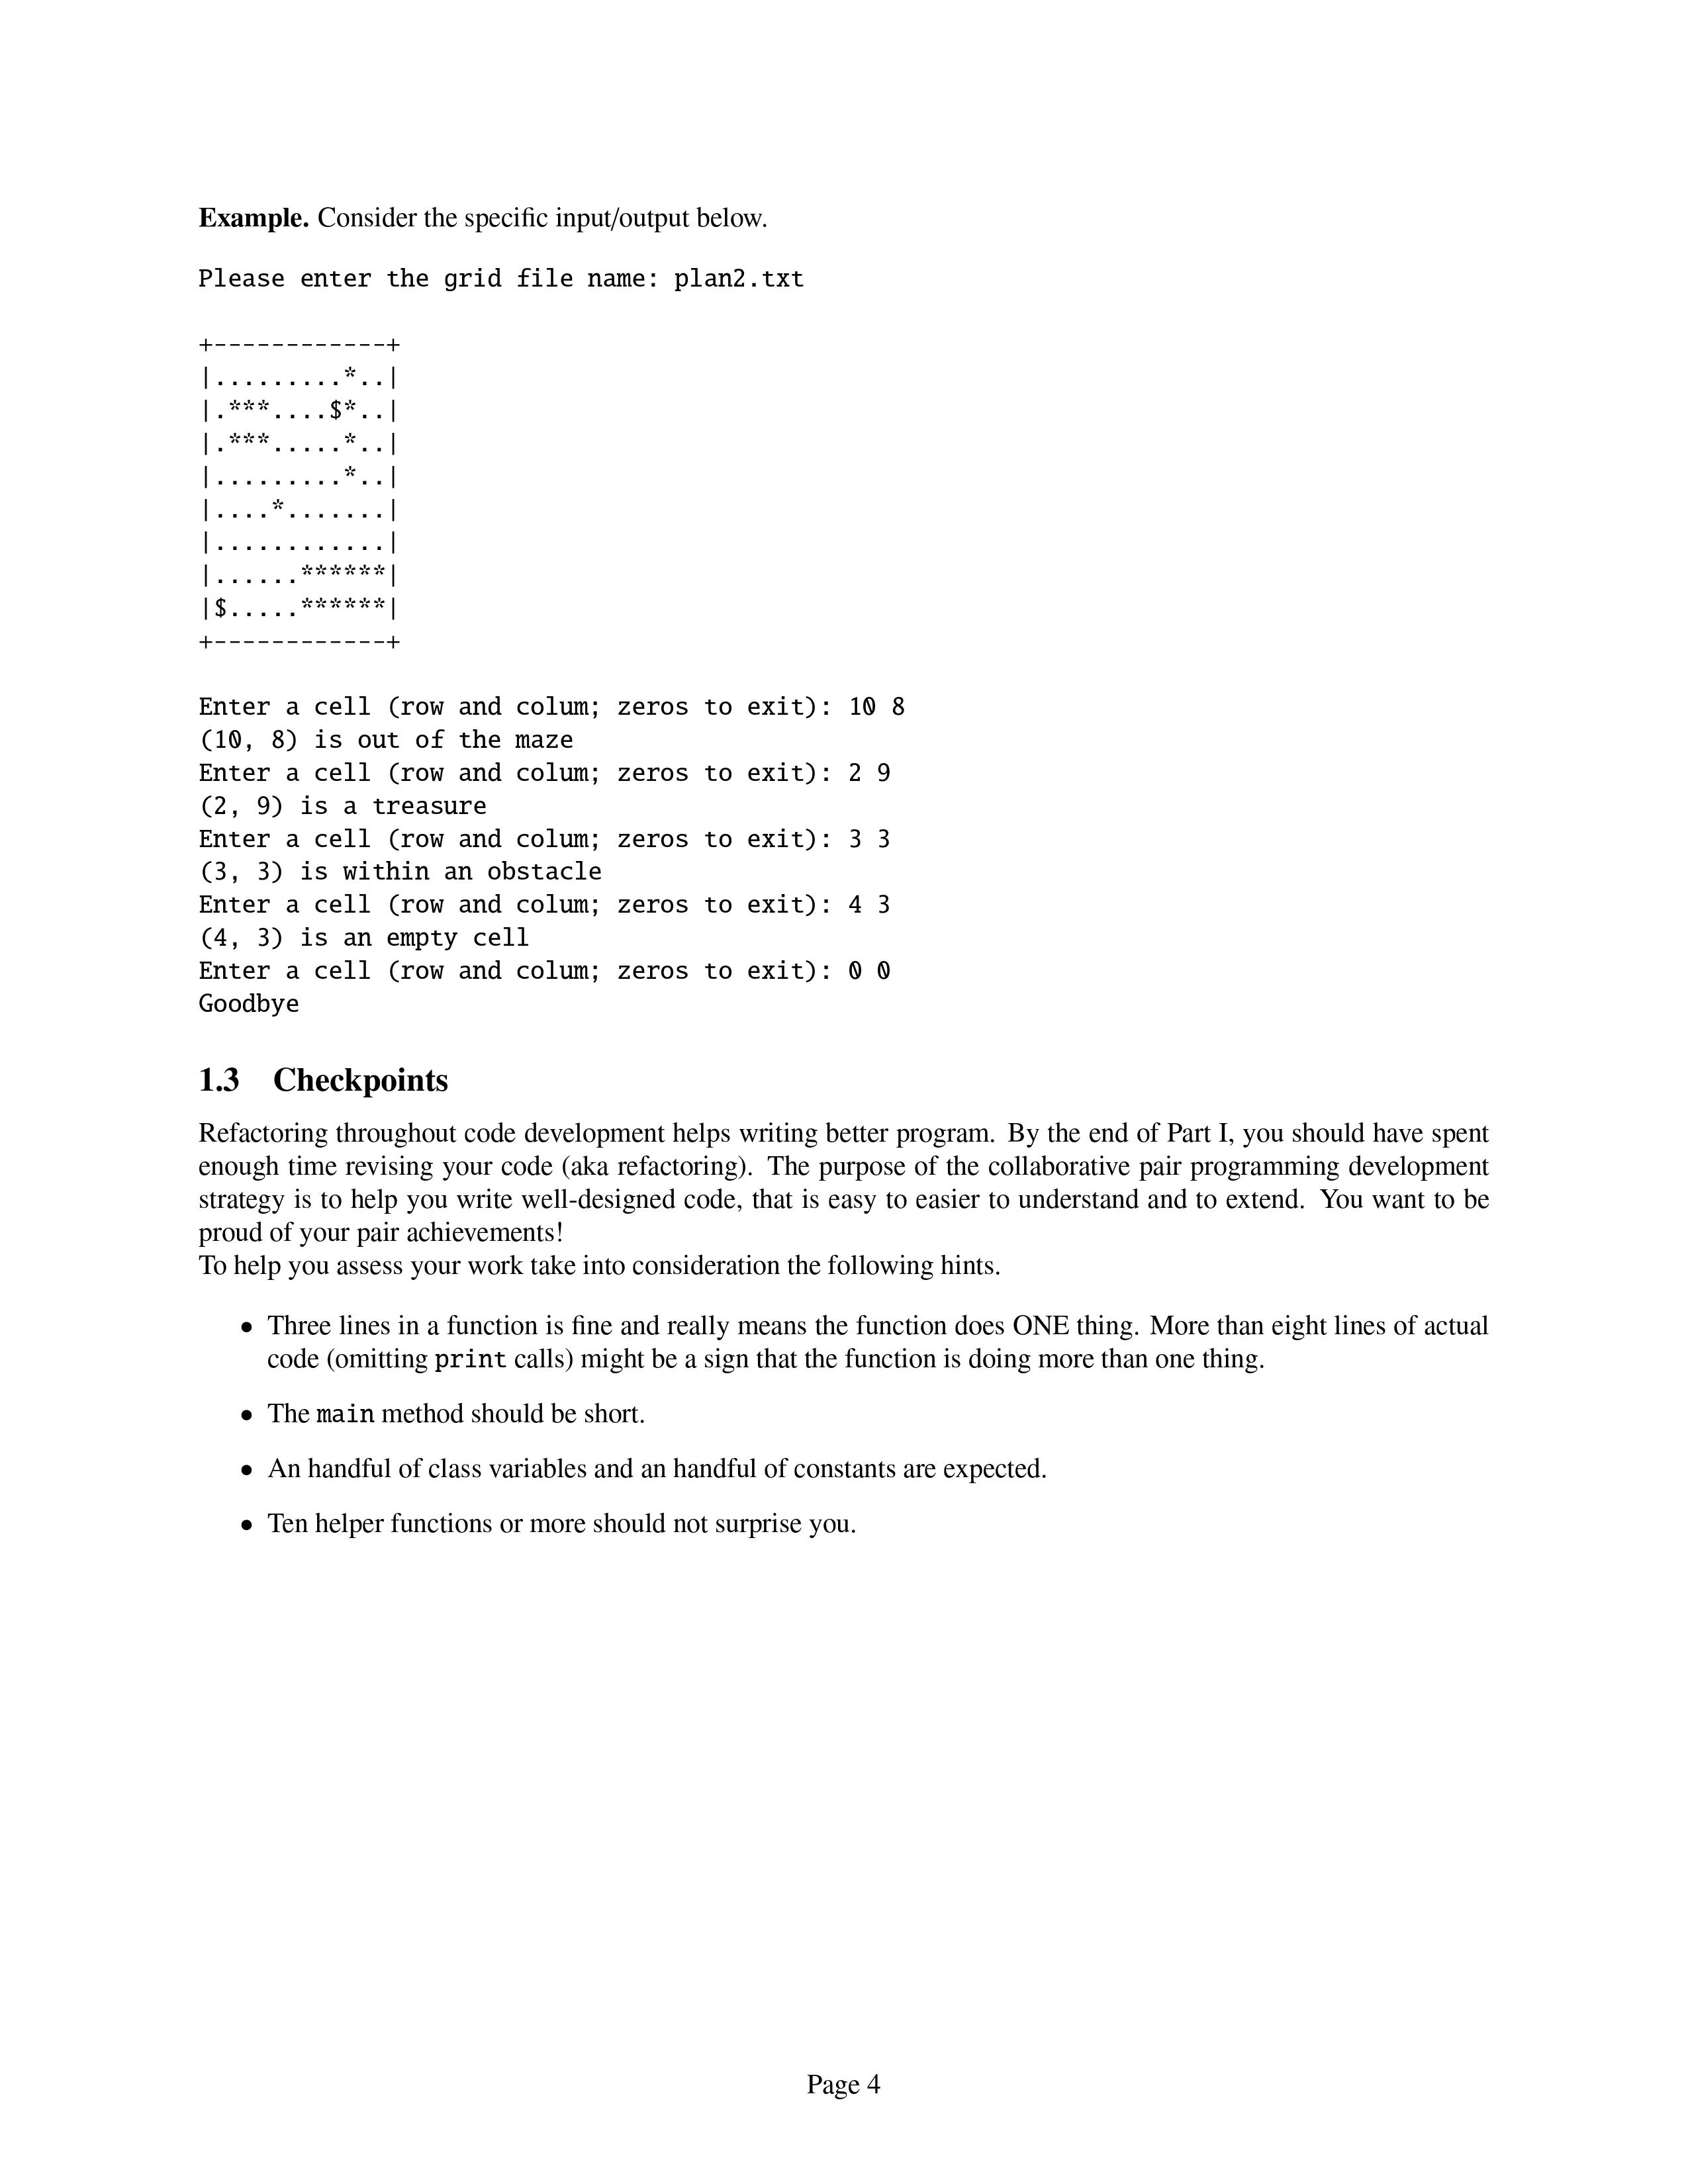 Example. Consider the specific input/output below.
Please enter the grid file name: plan2.txt
+------------+
|.........*..|
|.***....$*..|
|.***.....*..|
|.........*..|
|....*.......|
|............|
|......******|
|$.....******|
+------------+
Enter a cell (row and colum; zeros to exit): 10 8
(10, 8) is out of the maze
Enter a cell (row and colum; zeros to exit): 2 9
(2, 9) is a treasure
Enter a cell (row and colum; zeros to exit): 3 3
(3, 3) is within an obstacle
Enter a cell (row and colum; zeros to exit): 4 3
(4, 3) is an empty cell
Enter a cell (row and colum; zeros to exit): 0 0
Goodbye
1.3 Checkpoints
Refactoring throughout code development helps writing better program. By the end of Part I, you should have spent
enough time revising your code (aka refactoring). The purpose of the collaborative pair programming development
strategy is to help you write well-designed code, that is easy to easier to understand and to extend. You want to be
proud of your pair achievements!
To help you assess your work take into consideration the following hints.
• Three lines in a function is fine and really means the function does ONE thing. More than eight lines of actual
code (omitting print calls) might be a sign that the function is doing more than one thing.
• The main method should be short.
• An handful of class variables and an handful of constants are expected.
• Ten helper functions or more should not surprise you.
Page 4